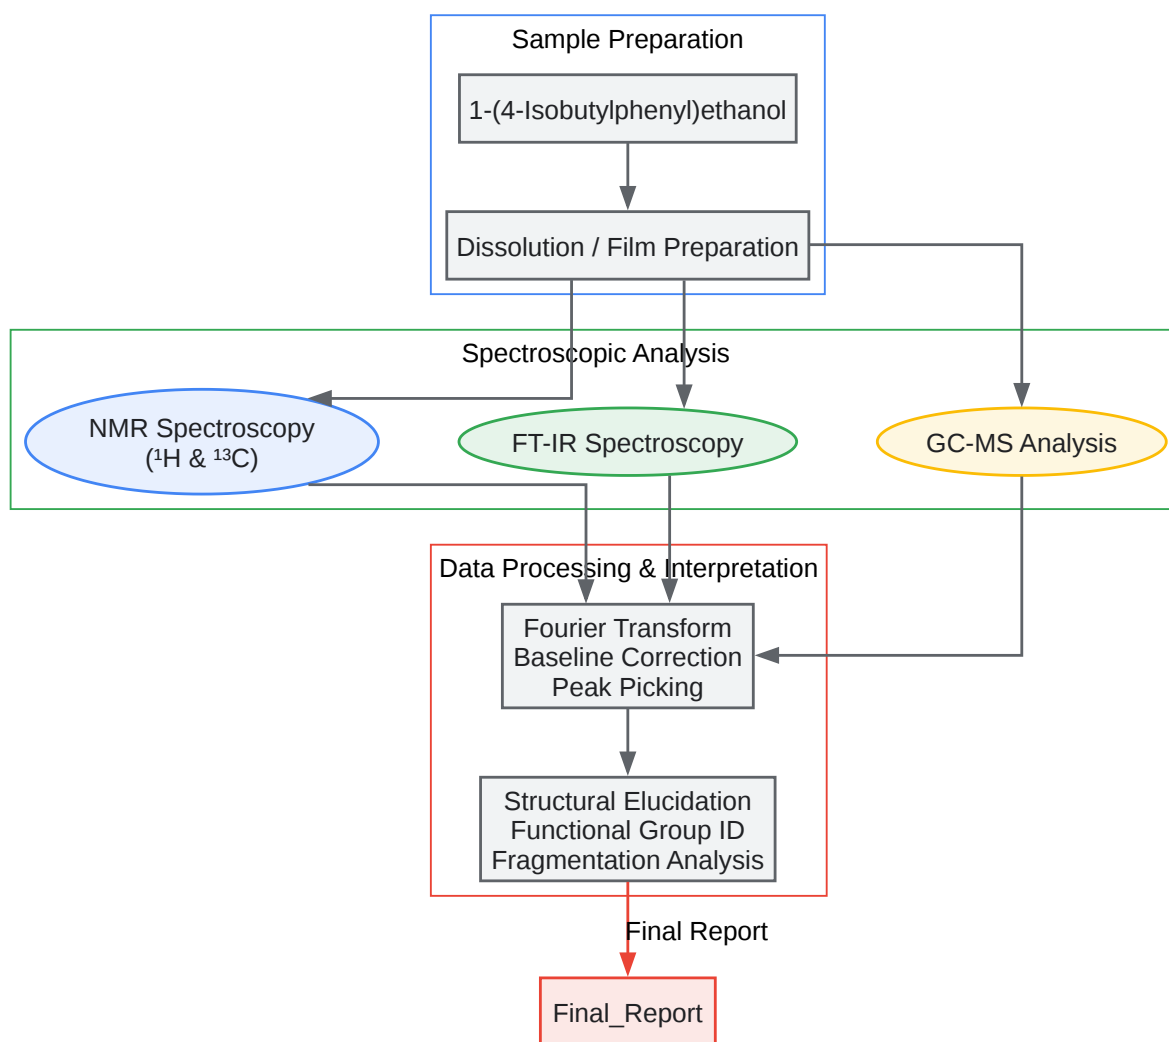 Sample Preparation
1-(4-Isobutylphenyl)ethanol
Dissolution / Film Preparation
Spectroscopic Analysis
NMR Spectroscopy
(¹H & ¹³C)
FT-IR Spectroscopy
GC-MS Analysis
Data Processing & Interpretation
Fourier Transform
Baseline Correction
Peak Picking
Structural Elucidation
Functional Group ID
Fragmentation Analysis
Final Report
Final_Report